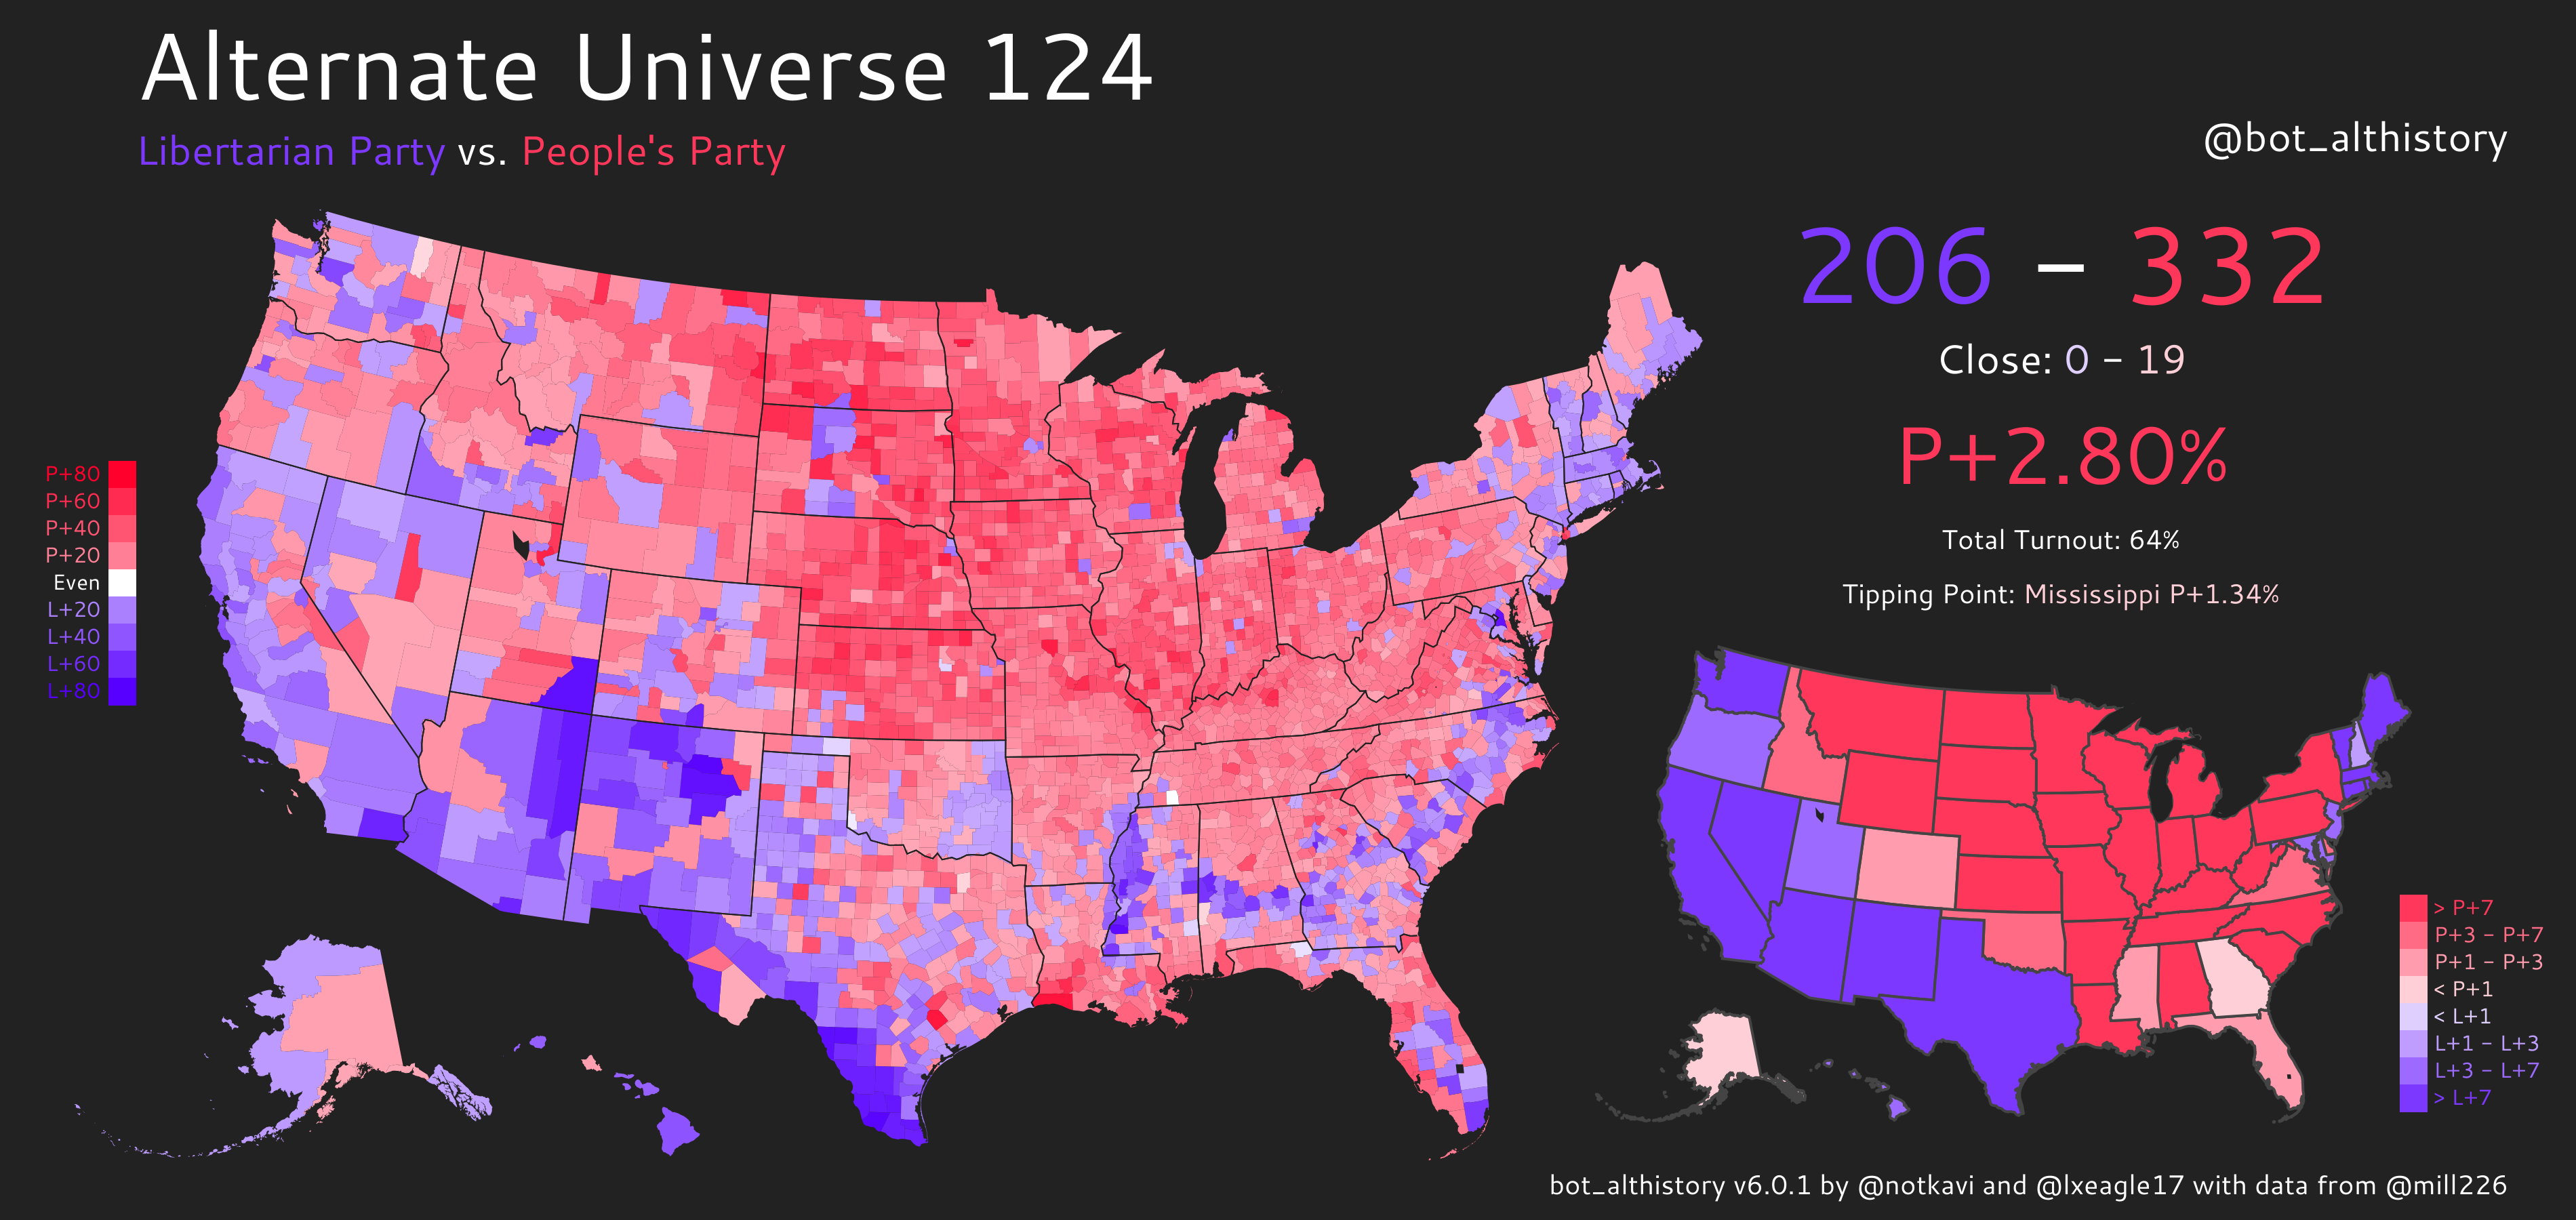 Alternate Universe 124
Libertarian Party vs. People's Party
@bot_althistory
206 – 332
Close: 0 – 19
P+2.80%
Total Turnout: 64%
Tipping Point: Mississippi P+1.34%
P+80
P+60
P+40
P+20
Even
L+20
L+40
L+60
L+80
> P+7
P+3 – P+7
P+1 – P+3
< P+1
< L+1
L+1 – L+3
L+3 – L+7
> L+7
bot_althistory v6.0.1 by @notkavi and @lxeagle17 with data from @mill226